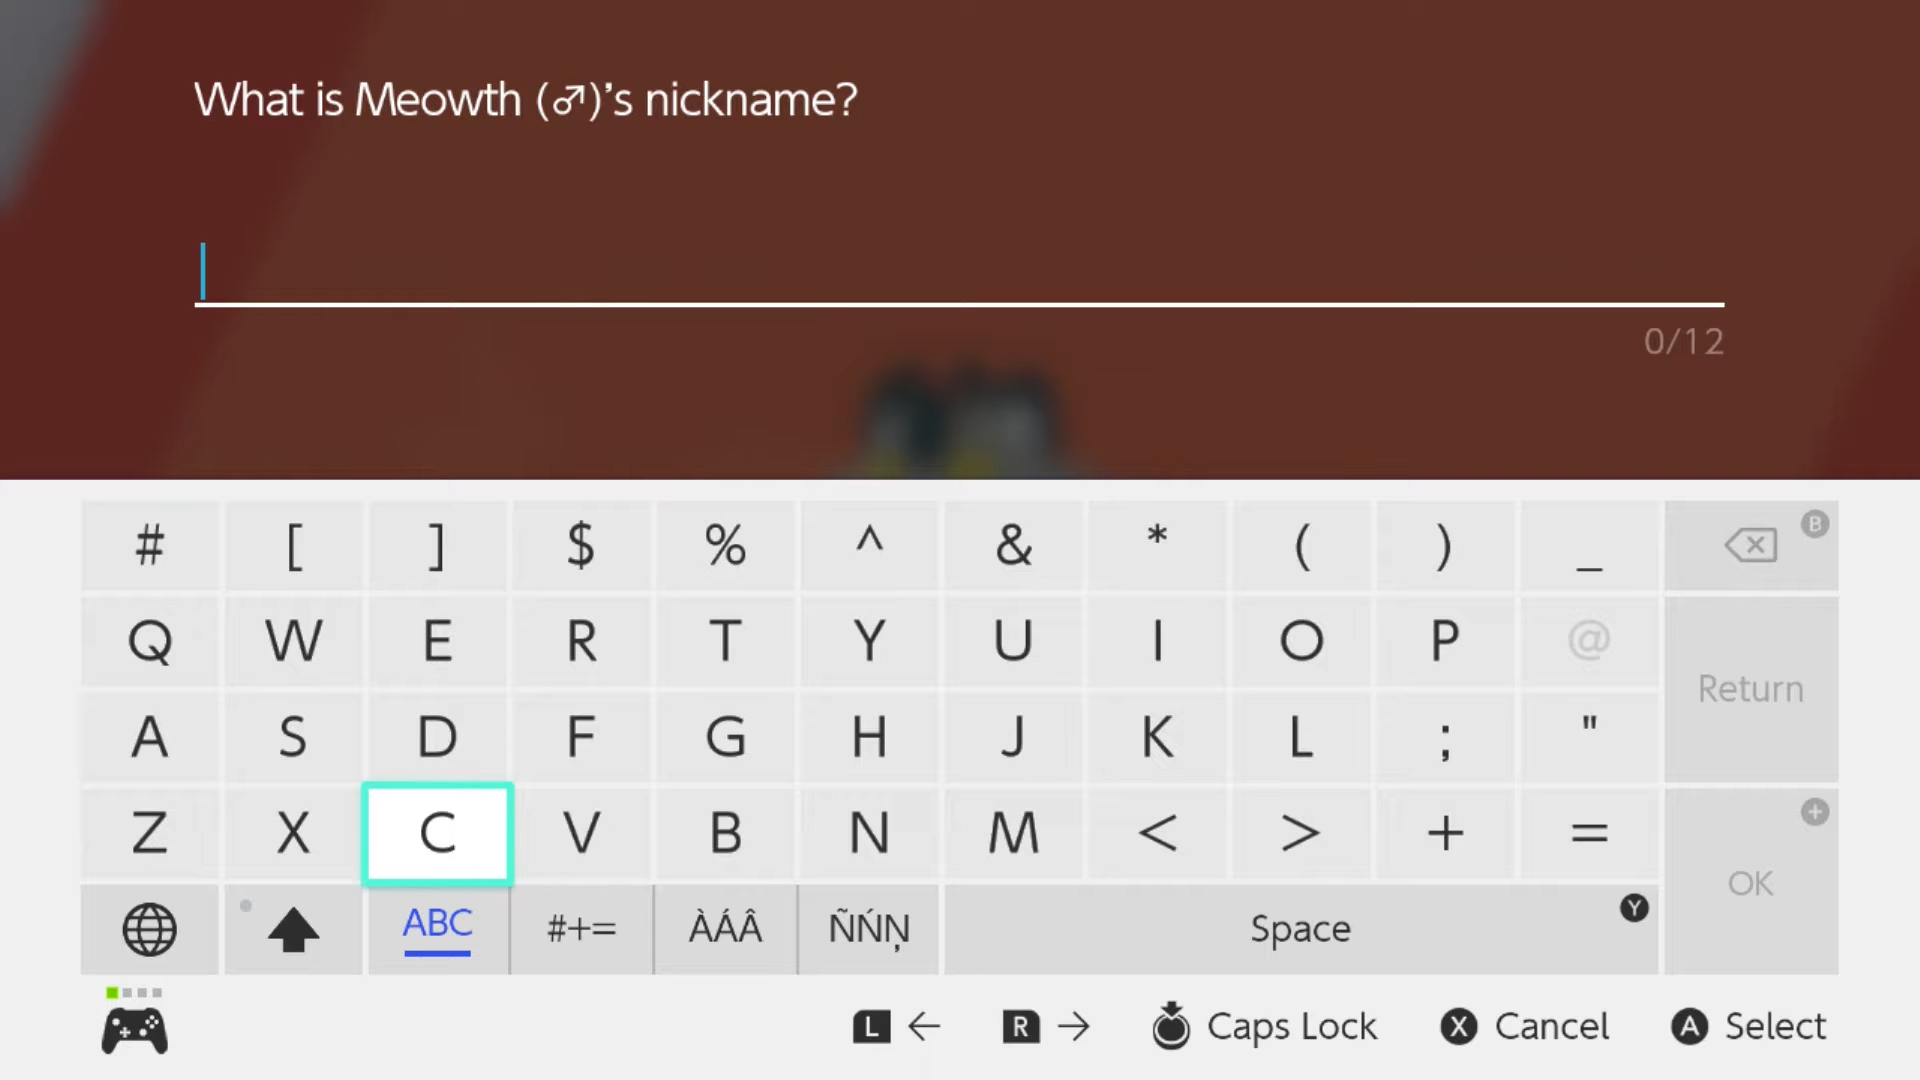 What is Meowth (♂)’s nickname?
0/12
# [ ] $ % ^ & * ( ) _ B
Q W E R T Y U I O P @ Return
A S D F G H J K L ; "
Z X C V B N M < > + = OK +
ABC #+= ÀÁÂ ÑŃŅ Space Y
L ← R → Caps Lock X Cancel A Select